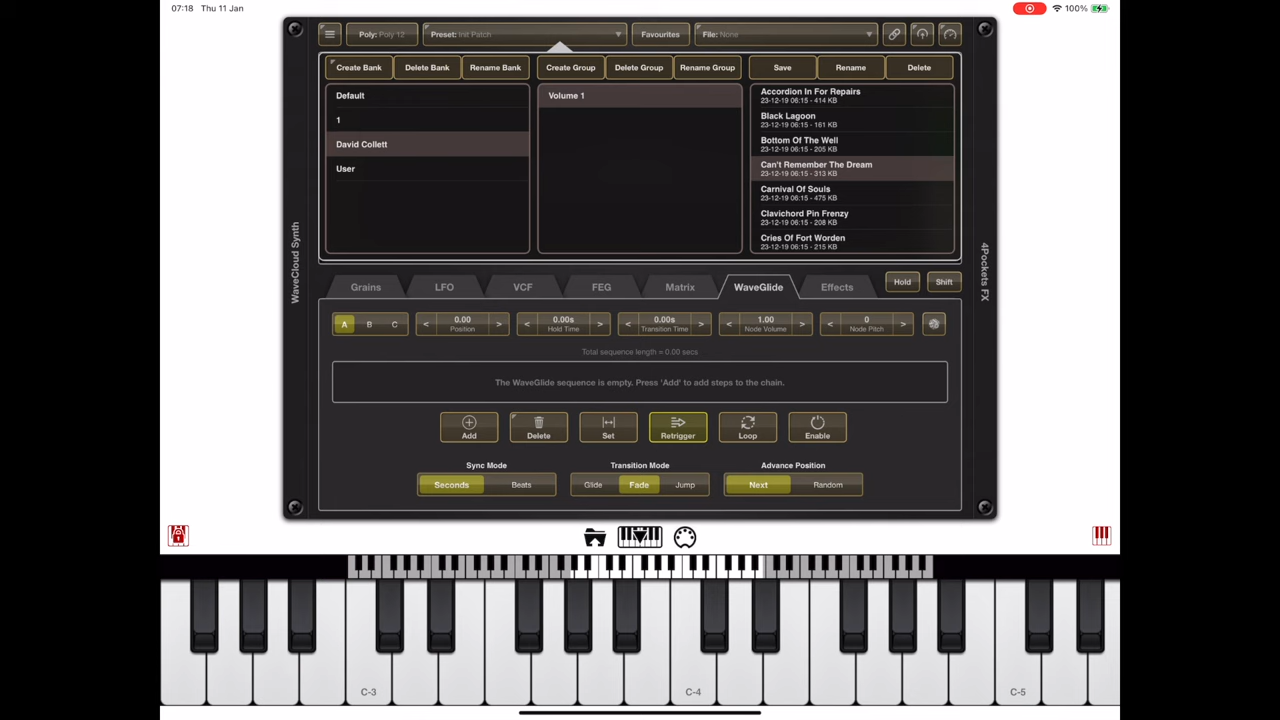 07:18 Thu 11 Jan
100%
Poly: Poly 12
Preset: Init Patch
Favourites
File: None
Create Bank
Delete Bank
Rename Bank
Create Group
Delete Group
Rename Group
Save
Rename
Delete
Default
1
David Collett
User
Volume 1
Accordion In For Repairs
23-12-19 06:15 - 414 KB
Black Lagoon
23-12-19 06:15 - 161 KB
Bottom Of The Well
23-12-19 06:15 - 205 KB
Can't Remember The Dream
23-12-19 06:15 - 313 KB
Carnival Of Souls
23-12-19 06:15 - 475 KB
Clavichord Pin Frenzy
23-12-19 06:15 - 208 KB
Cries Of Fort Worden
23-12-19 06:15 - 215 KB
WaveCloud Synth
4Pockets FX
Grains
LFO
VCF
FEG
Matrix
WaveGlide
Effects
Hold
Shift
A B C
< 0.00 >
Position
< 0.00s >
Hold Time
< 0.00s >
Transition Time
< 1.00 >
Node Volume
< 0 >
Node Pitch
Total sequence length = 0.00 secs
The WaveGlide sequence is empty. Press 'Add' to add steps to the chain.
Add
Delete
Set
Retrigger
Loop
Enable
Sync Mode
Transition Mode
Advance Position
Seconds Beats
Glide Fade Jump
Next Random
C-3
C-4
C-5